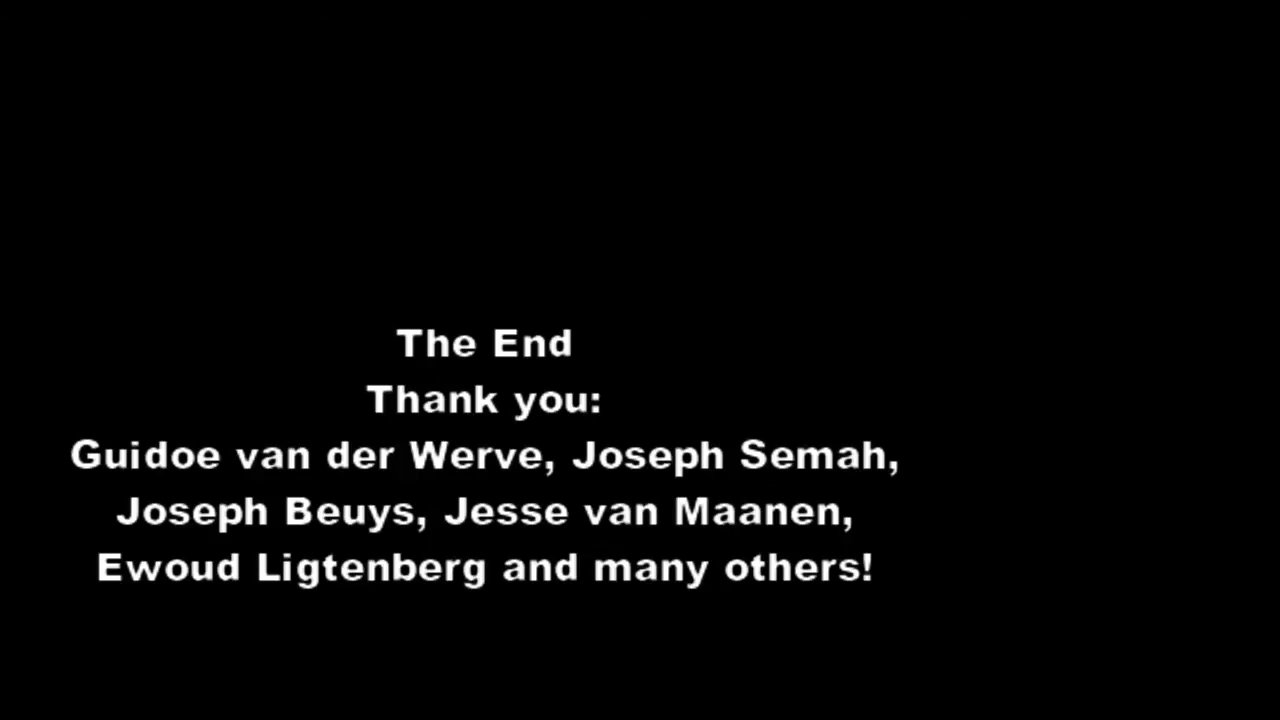 The End
Thank you:
Guidoe van der Werve, Joseph Semah,
Joseph Beuys, Jesse van Maanen,
Ewoud Ligtenberg and many others!